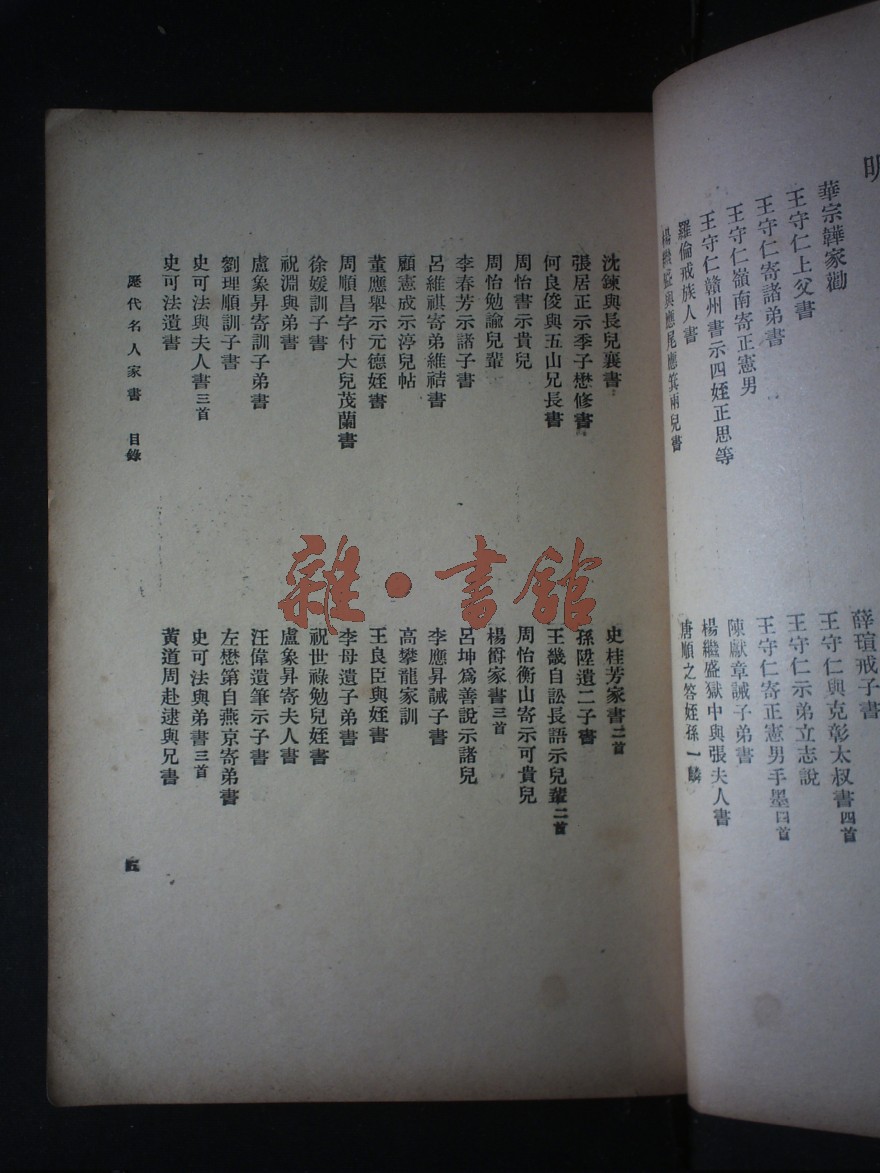 明
華宗韡家勸
薛瑄戒子書
王守仁上父書
王守仁與克彰太叔書四首
王守仁寄諸弟書
王守仁示弟立志說
王守仁嶺南寄正憲男
王守仁寄正憲男手墨四首
王守仁贛州書示四姪正思等
陳獻章誡子弟書
羅倫戒族人書
楊繼盛獄中與張夫人書
楊繼盛與應尾應箕兩兒書
唐順之答姪孫一麟
沈鍊與長兒襄書
史桂芳家書二首
張居正示季子懋修書
孫陞遺二子書
何良俊與五山兄長書
王畿自訟長語示兒輩二首
周怡書示貴兒
周怡衡山寄示可貴兒
周怡勉諭兒輩
楊爵家書三首
李春芳示諸子書
呂坤為善說示諸兒
呂維祺寄弟維祮書
李應昇誡子書
顧憲成示淳兒帖
高攀龍家訓
董應舉示元德姪書
王良臣與姪書
周順昌字付大兒茂蘭書
李母遺子弟書
徐媛訓子書
祝世祿勉兒姪書
祝淵與弟書
盧象昇寄夫人書
盧象昇寄訓子弟書
汪偉遺筆示子書
劉理順訓子書
左懋第自燕京寄弟書
史可法與夫人書三首
史可法與弟書三首
史可法遺書
黃道周赴逮與兄書
歷代名人家書 目錄
五
雜·書館